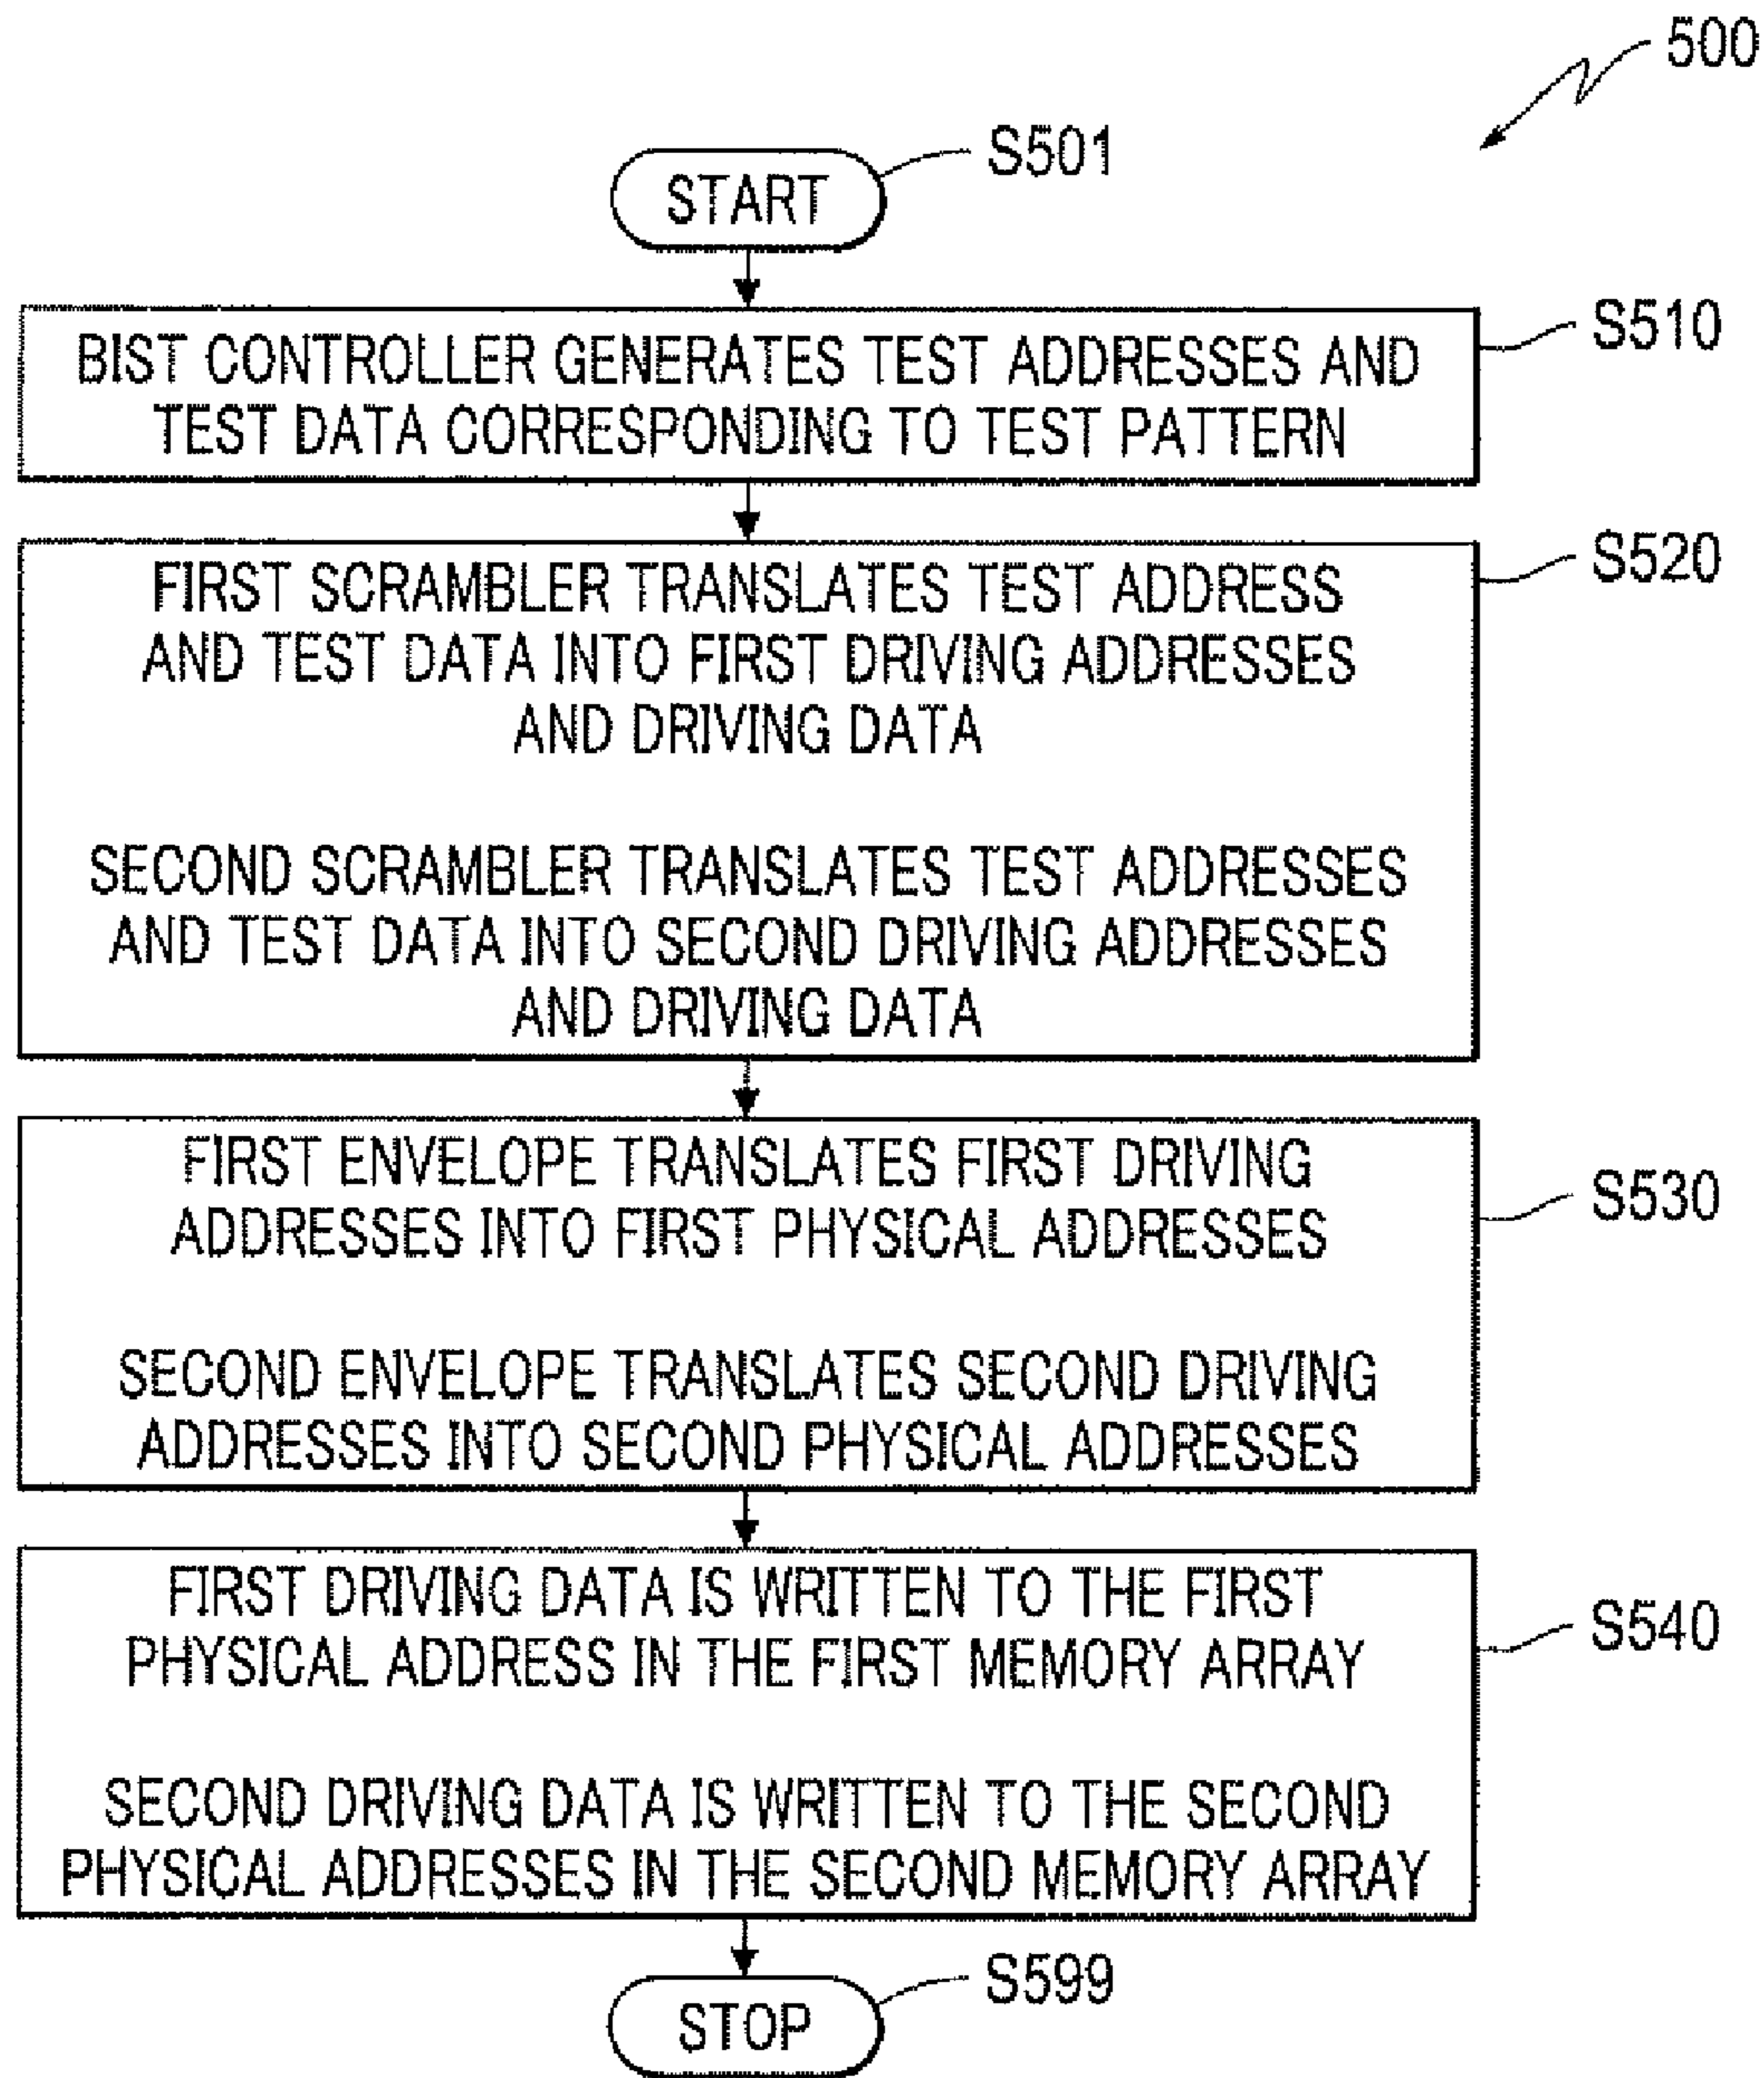 500
START
S501
BIST CONTROLLER GENERATES TEST ADDRESSES AND
TEST DATA CORRESPONDING TO TEST PATTERN
S510
FIRST SCRAMBLER TRANSLATES TEST ADDRESS
AND TEST DATA INTO FIRST DRIVING ADDRESSES
AND DRIVING DATA
SECOND SCRAMBLER TRANSLATES TEST ADDRESSES
AND TEST DATA INTO SECOND DRIVING ADDRESSES
AND DRIVING DATA
S520
FIRST ENVELOPE TRANSLATES FIRST DRIVING
ADDRESSES INTO FIRST PHYSICAL ADDRESSES
SECOND ENVELOPE TRANSLATES SECOND DRIVING
ADDRESSES INTO SECOND PHYSICAL ADDRESSES
S530
FIRST DRIVING DATA IS WRITTEN TO THE FIRST
PHYSICAL ADDRESS IN THE FIRST MEMORY ARRAY
SECOND DRIVING DATA IS WRITTEN TO THE SECOND
PHYSICAL ADDRESSES IN THE SECOND MEMORY ARRAY
S540
STOP
S599